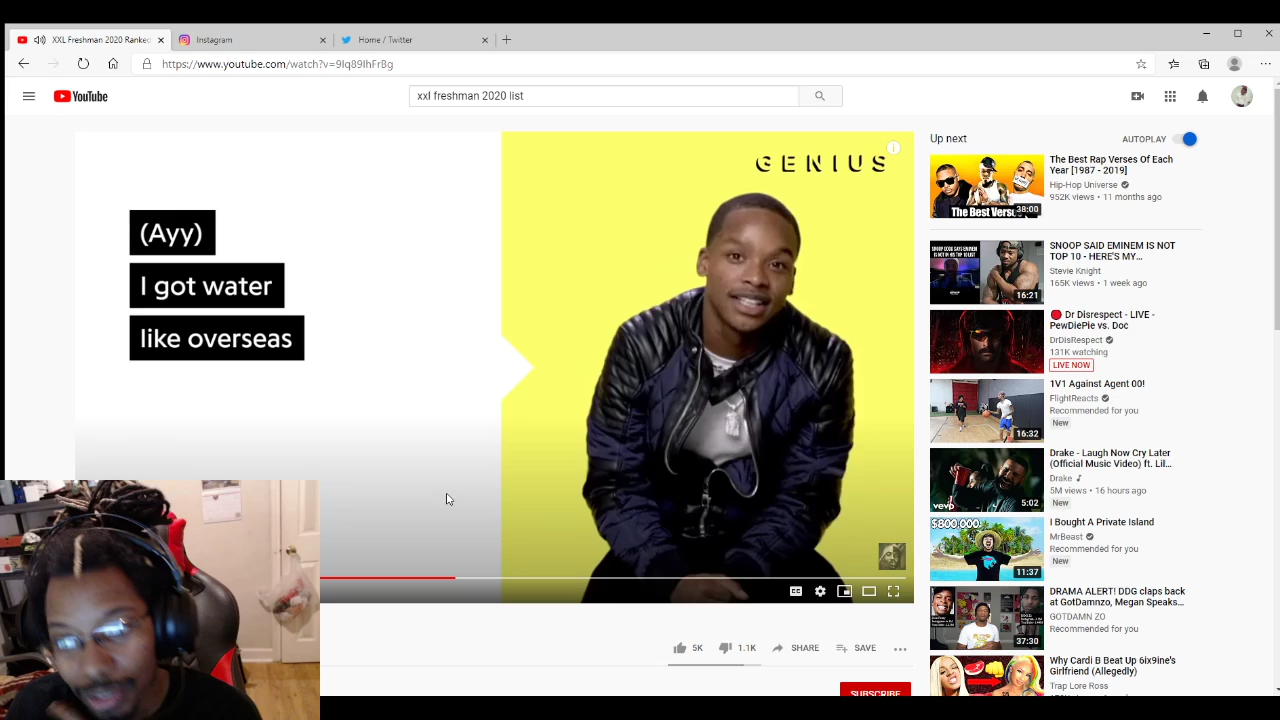 XXL Freshman 2020 Ranked
Instagram
Home / Twitter
https://www.youtube.com/watch?v=9Iq89IhFrBg
YouTube
xxl freshman 2020 list
GENIUS
(Ayy)
I got water
like overseas
5K
1.1K
SHARE
SAVE
SUBSCRIBE
Up next
AUTOPLAY
The Best Rap Verses Of Each
Year [1987 - 2019]
Hip-Hop Universe
952K views • 11 months ago
The Best Verses
38:00
SNOOP SAID EMINEM IS NOT
TOP 10 - HERE'S MY...
Stevie Knight
165K views • 1 week ago
16:21
Dr Disrespect - LIVE -
PewDiePie vs. Doc
DrDisRespect
131K watching
LIVE NOW
1V1 Against Agent 00!
FlightReacts
Recommended for you
New
16:32
Drake - Laugh Now Cry Later
(Official Music Video) ft. Lil...
Drake
5M views • 16 hours ago
New
vevo
5:02
I Bought A Private Island
MrBeast
Recommended for you
New
$800,000
11:37
DRAMA ALERT! DDG claps back
at GotDamnzo, Megan Speaks...
GOTDAMN ZO
Recommended for you
37:30
Why Cardi B Beat Up 6ix9ine's
Girlfriend (Allegedly)
Trap Lore Ross